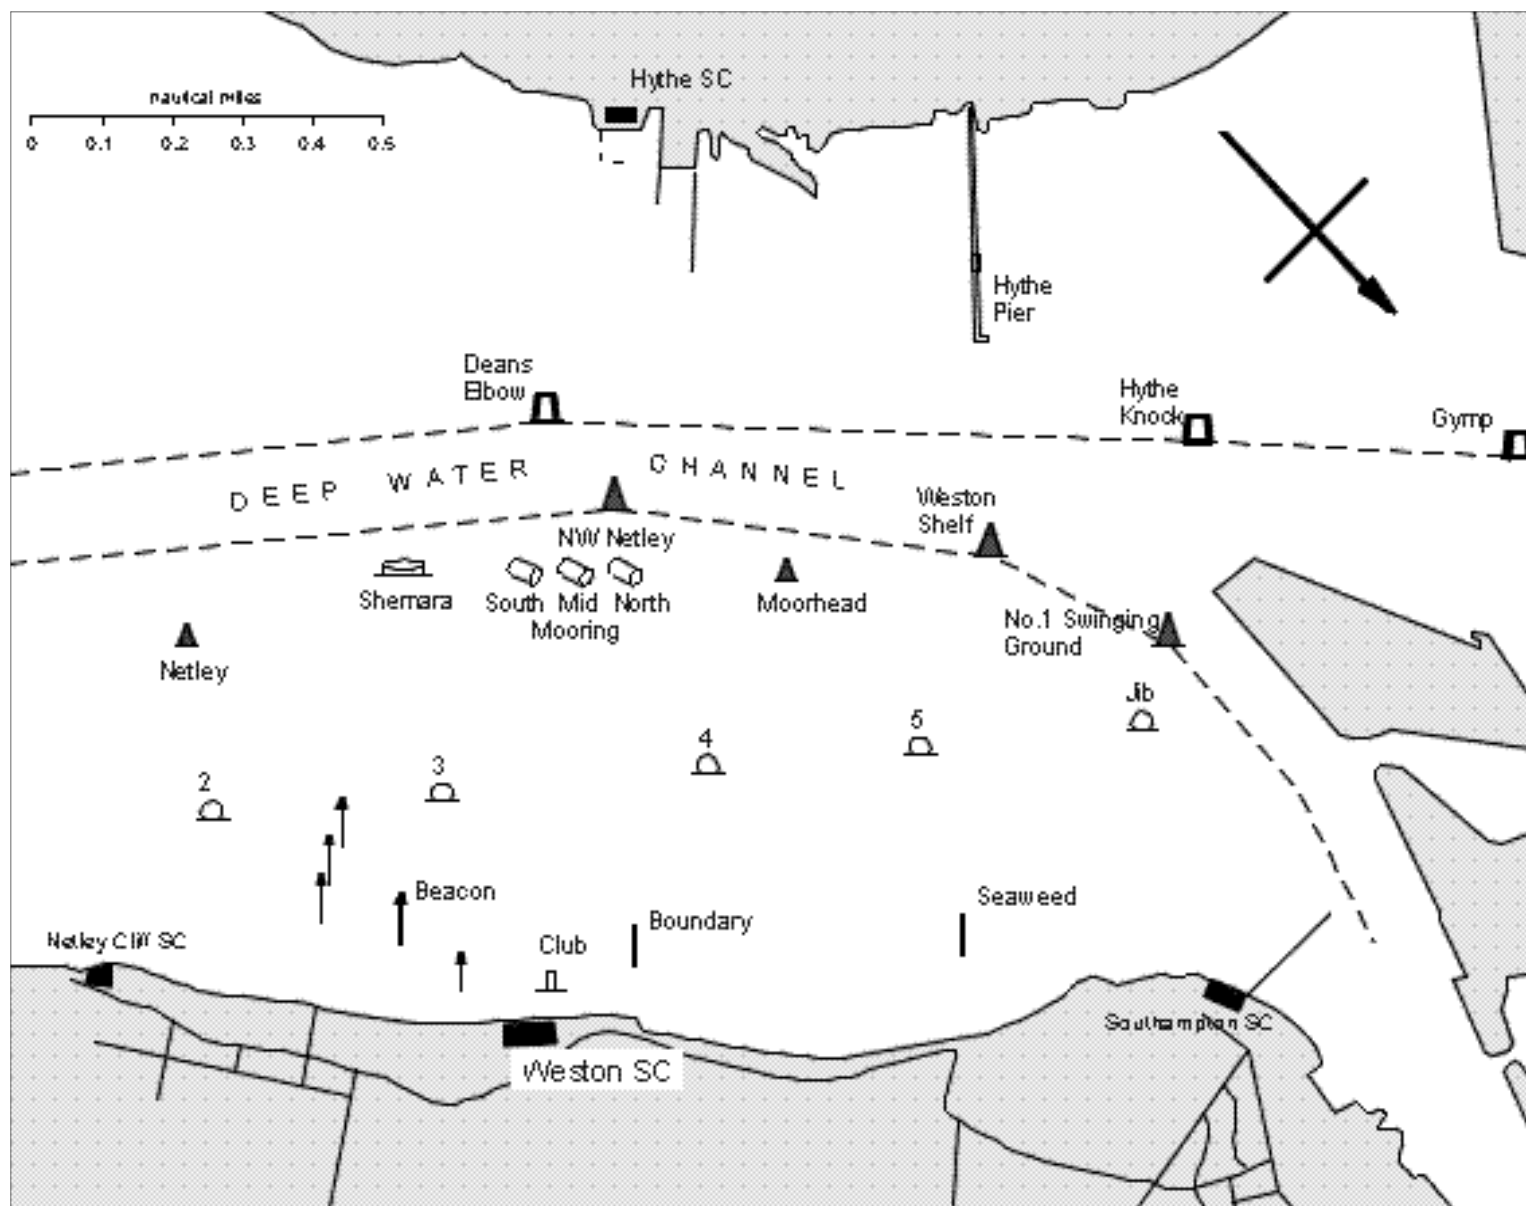 Hythe SC
nautical miles
0 0.1 0.2 0.3 0.4 0.5
Hythe
Pier
Deans
Elbow
Hythe
Knock
Gymp
DEEP WATER CHANNEL
Weston
Shelf
NW Netley
Shemara
South Mid North
Mooring
Moorhead
No.1 Swinging
Ground
Netley
Jib
5
4
3
2
Beacon
Seaweed
Boundary
Netley Cliff SC
Club
Southampton SC
Weston SC